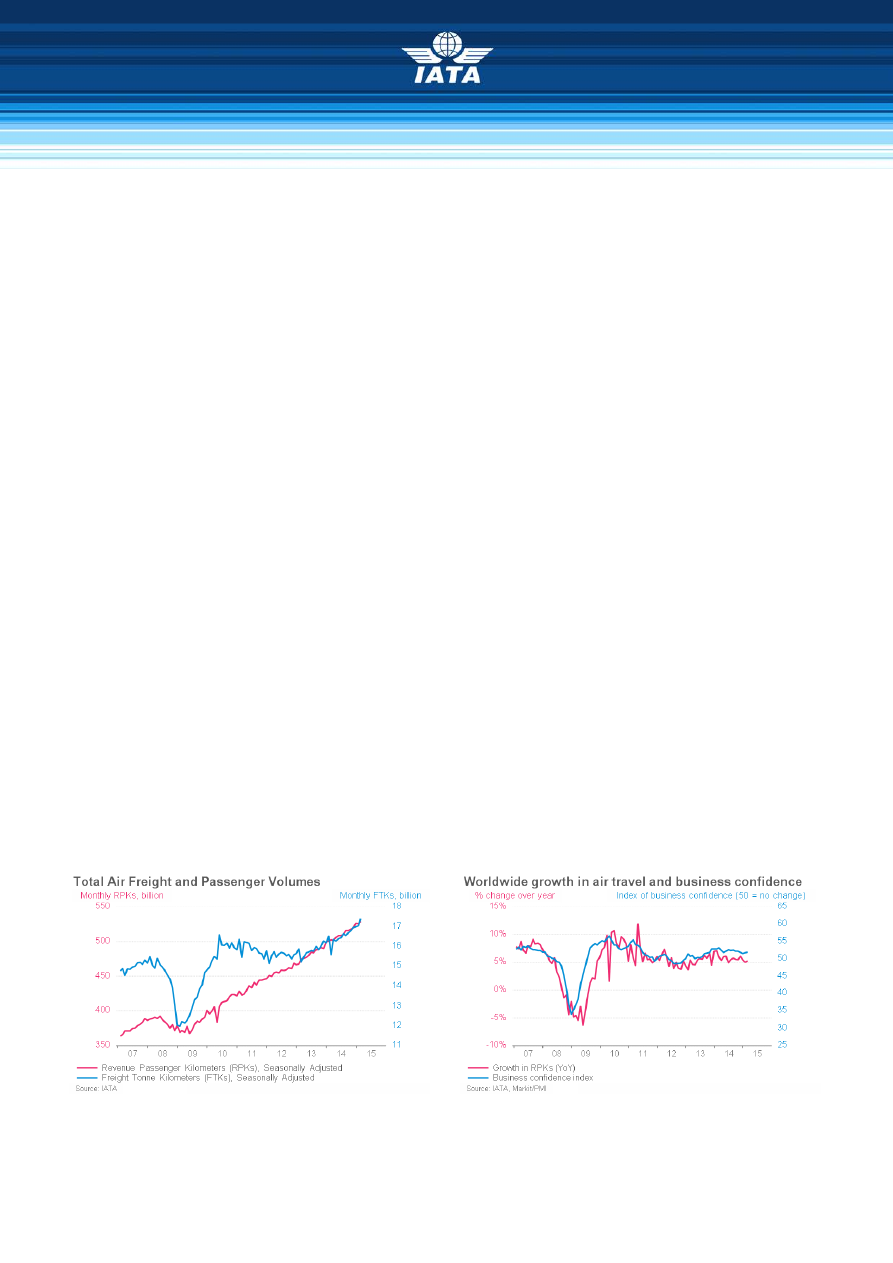 IATA
Total Air Freight and Passenger Volumes
Monthly RPKs, billion
Monthly FTKs, billion
550
500
450
400
350
18
17
16
15
14
13
12
11
07 08 09 10 11 12 13 14 15
Revenue Passenger Kilometers (RPKs), Seasonally Adjusted
Freight Tonne Kilometers (FTKs), Seasonally Adjusted
Source: IATA
Worldwide growth in air travel and business confidence
% change over year
Index of business confidence (50 = no change)
15%
10%
5%
0%
-5%
-10%
65
60
55
50
45
40
35
30
25
07 08 09 10 11 12 13 14 15
Growth in RPKs (YoY)
Business confidence index
Source: IATA, Markit/PMI